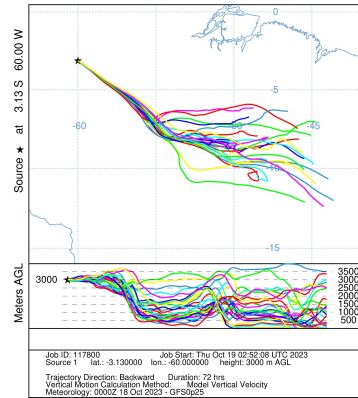 Source ★ at 3.13 S 60.00 W
0
-5
-60
-45
-10
-15
Meters AGL
3000
3500
3000
2500
2000
1500
1000
500
Job ID: 117800 Job Start: Thu Oct 19 02:52:08 UTC 2023
Source 1 lat.: -3.130000 lon.: -60.000000 height: 3000 m AGL
Trajectory Direction: Backward Duration: 72 hrs
Vertical Motion Calculation Method: Model Vertical Velocity
Meteorology: 0000Z 18 Oct 2023 - GFS0p25